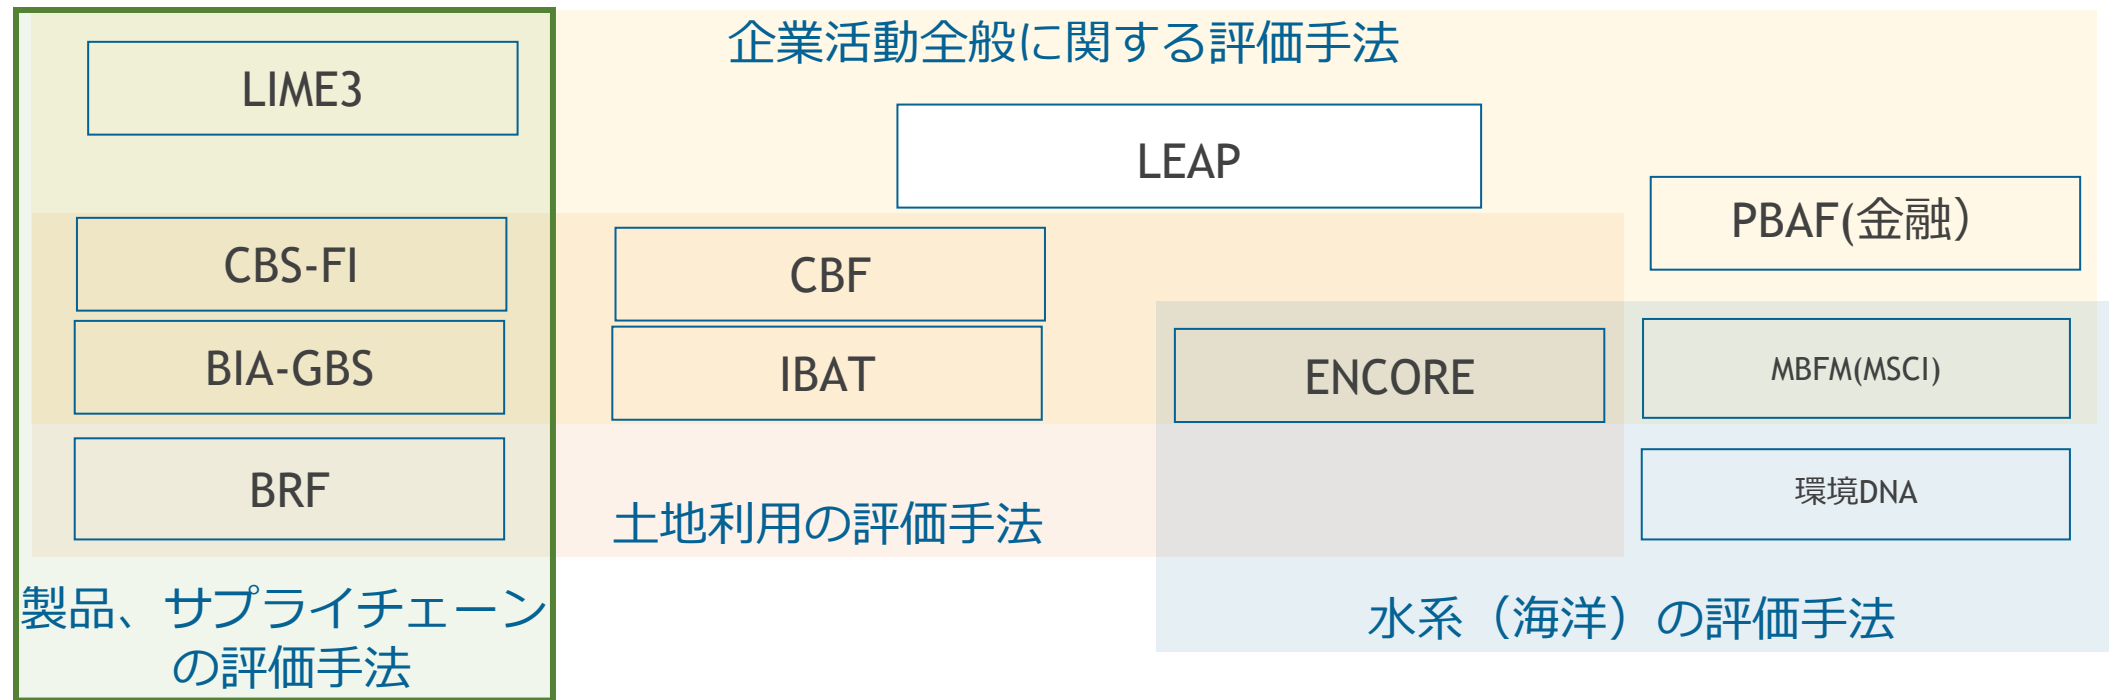 企業活動全般に関する評価手法
LIME3
LEAP
PBAF(金融）
CBS-FI
CBF
BIA-GBS
IBAT
ENCORE
MBFM(MSCI)
BRF
環境DNA
土地利用の評価手法
製品、サプライチェーン
の評価手法
水系（海洋）の評価手法